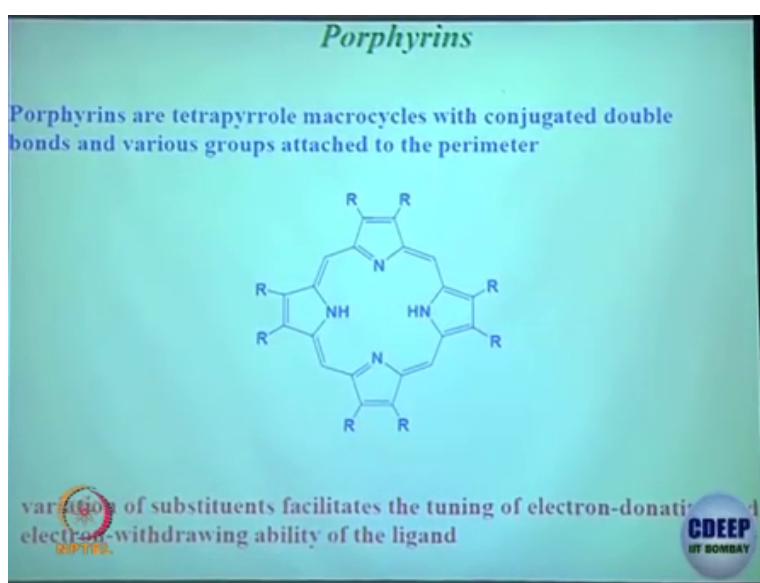 Porphyrins
Porphyrins are tetrapyrrole macrocycles with conjugated double
bonds and various groups attached to the perimeter
R R
N
R R
NH HN
R R
N
R R
of substituents facilitates the tuning of
electron-withdrawing ability of the ligand
NPTEL
CDEEP
IIT BOMBAY